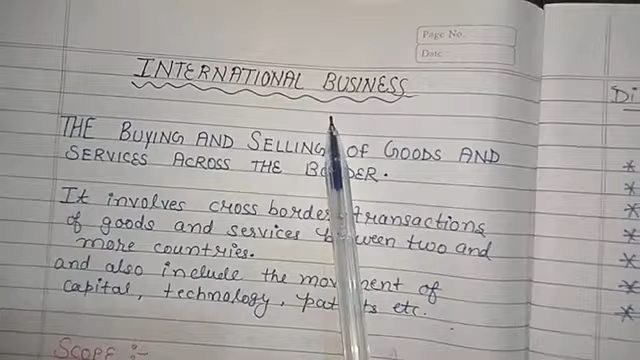 Page No.
Date :
INTERNATIONAL BUSINESS
THE BUYING AND SELLING OF GOODS AND
SERVICES ACROSS THE BORDER.
It involves cross border transactions
of goods and services between two and
more countries.
and also include the movement of
capital, technology, patents etc.
SCOPE :-
Di
*
*
*
*
*
*
*